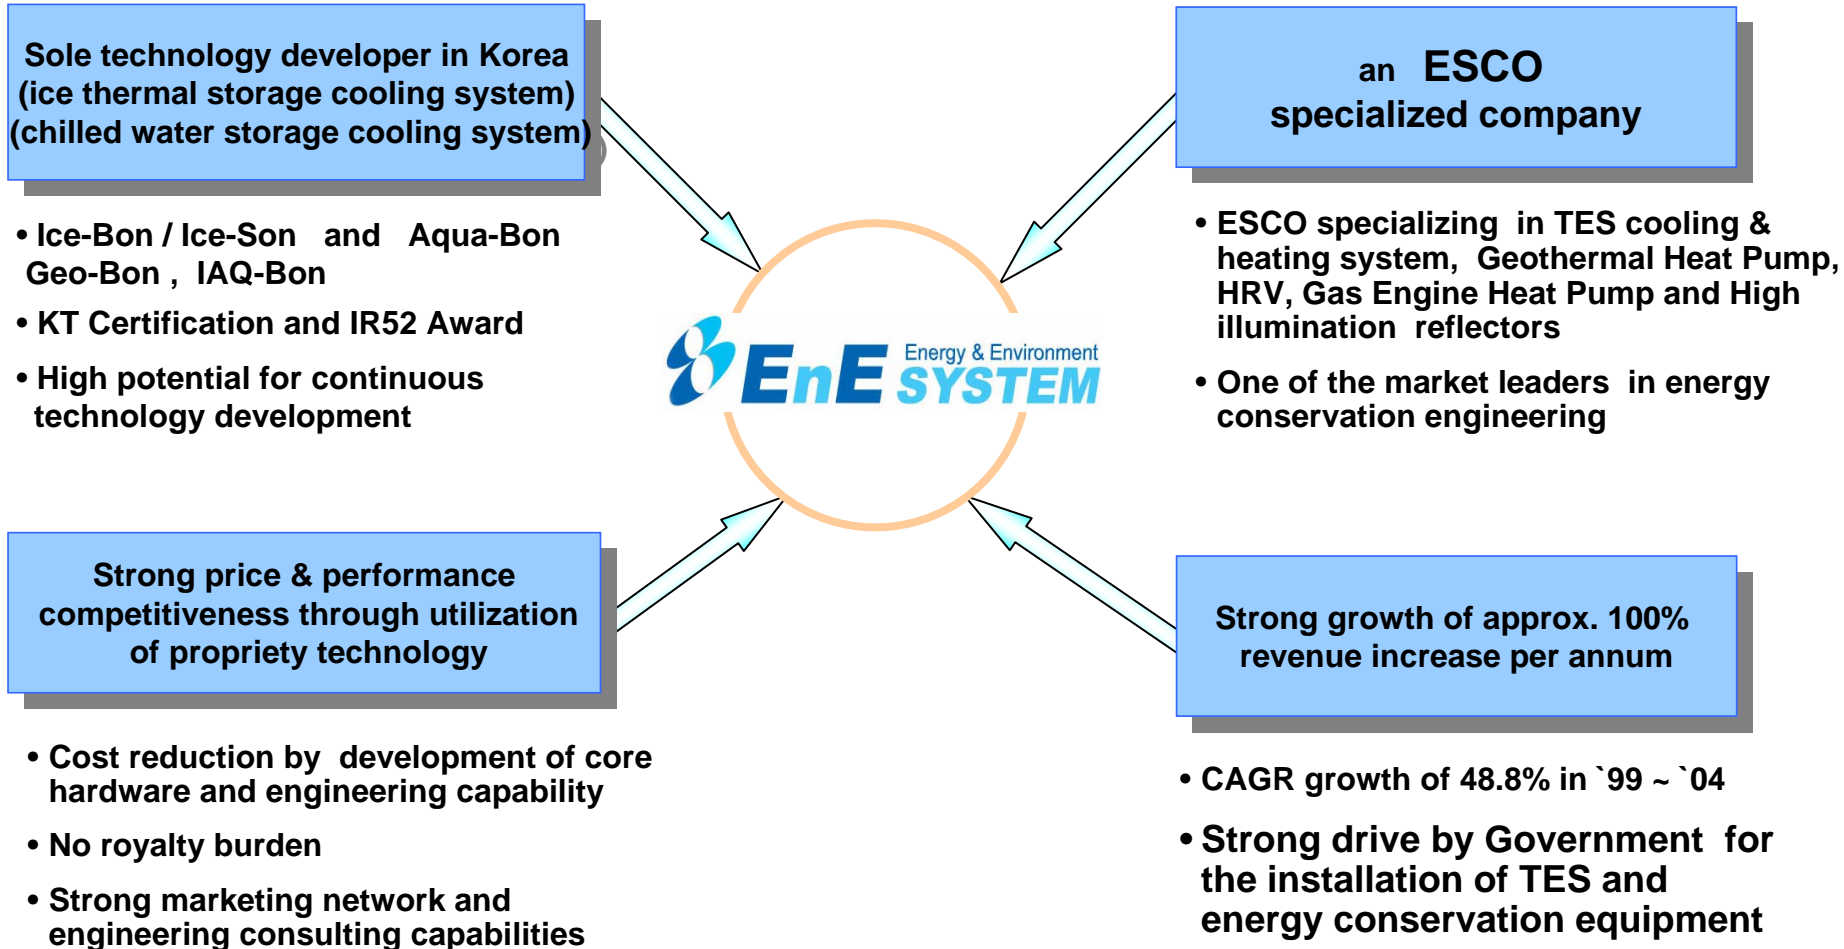 Sole technology developer in Korea
(ice thermal storage cooling system)
(chilled water storage cooling system)
• Ice-Bon / Ice-Son and Aqua-Bon
Geo-Bon , IAQ-Bon
• KT Certification and IR52 Award
• High potential for continuous
technology development
an ESCO
specialized company
• ESCO specializing in TES cooling &
heating system, Geothermal Heat Pump,
HRV, Gas Engine Heat Pump and High
illumination reflectors
• One of the market leaders in energy
conservation engineering
EnE Energy & Environment
SYSTEM
Strong price & performance
competitiveness through utilization
of propriety technology
• Cost reduction by development of core
hardware and engineering capability
• No royalty burden
• Strong marketing network and
engineering consulting capabilities
Strong growth of approx. 100%
revenue increase per annum
• CAGR growth of 48.8% in `99 ~ `04
• Strong drive by Government for
the installation of TES and
energy conservation equipment